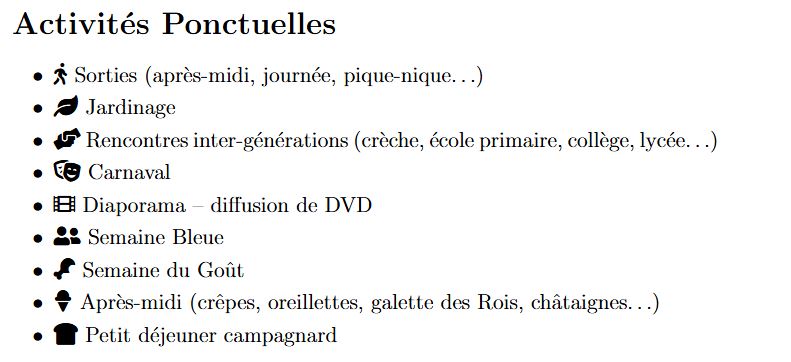 Activités Ponctuelles
• Sorties (après-midi, journée, pique-nique...)
• Jardinage
• Rencontres inter-générations (crèche, école primaire, collège, lycée...)
• Carnaval
• Diaporama – diffusion de DVD
• Semaine Bleue
• Semaine du Goût
• Après-midi (crêpes, oreillettes, galette des Rois, châtaignes...)
• Petit déjeuner campagnard